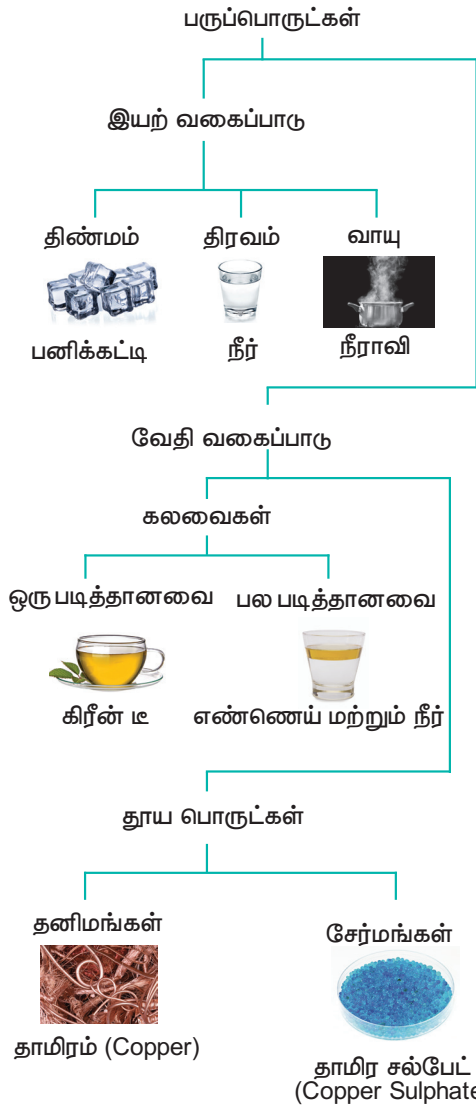 பருப்பொருட்கள்
இயற் வகைப்பாடு
திண்மம் திரவம் வாயு
பனிக்கட்டி நீர் நீராவி
வேதி வகைப்பாடு
கலவைகள்
ஒரு படித்தானவை பல படித்தானவை
கிரீன் டீ எண்ணெய் மற்றும் நீர்
தூய பொருட்கள்
தனிமங்கள் சேர்மங்கள்
தாமிரம் (Copper)
தாமிர சல்பேட்
(Copper Sulphate